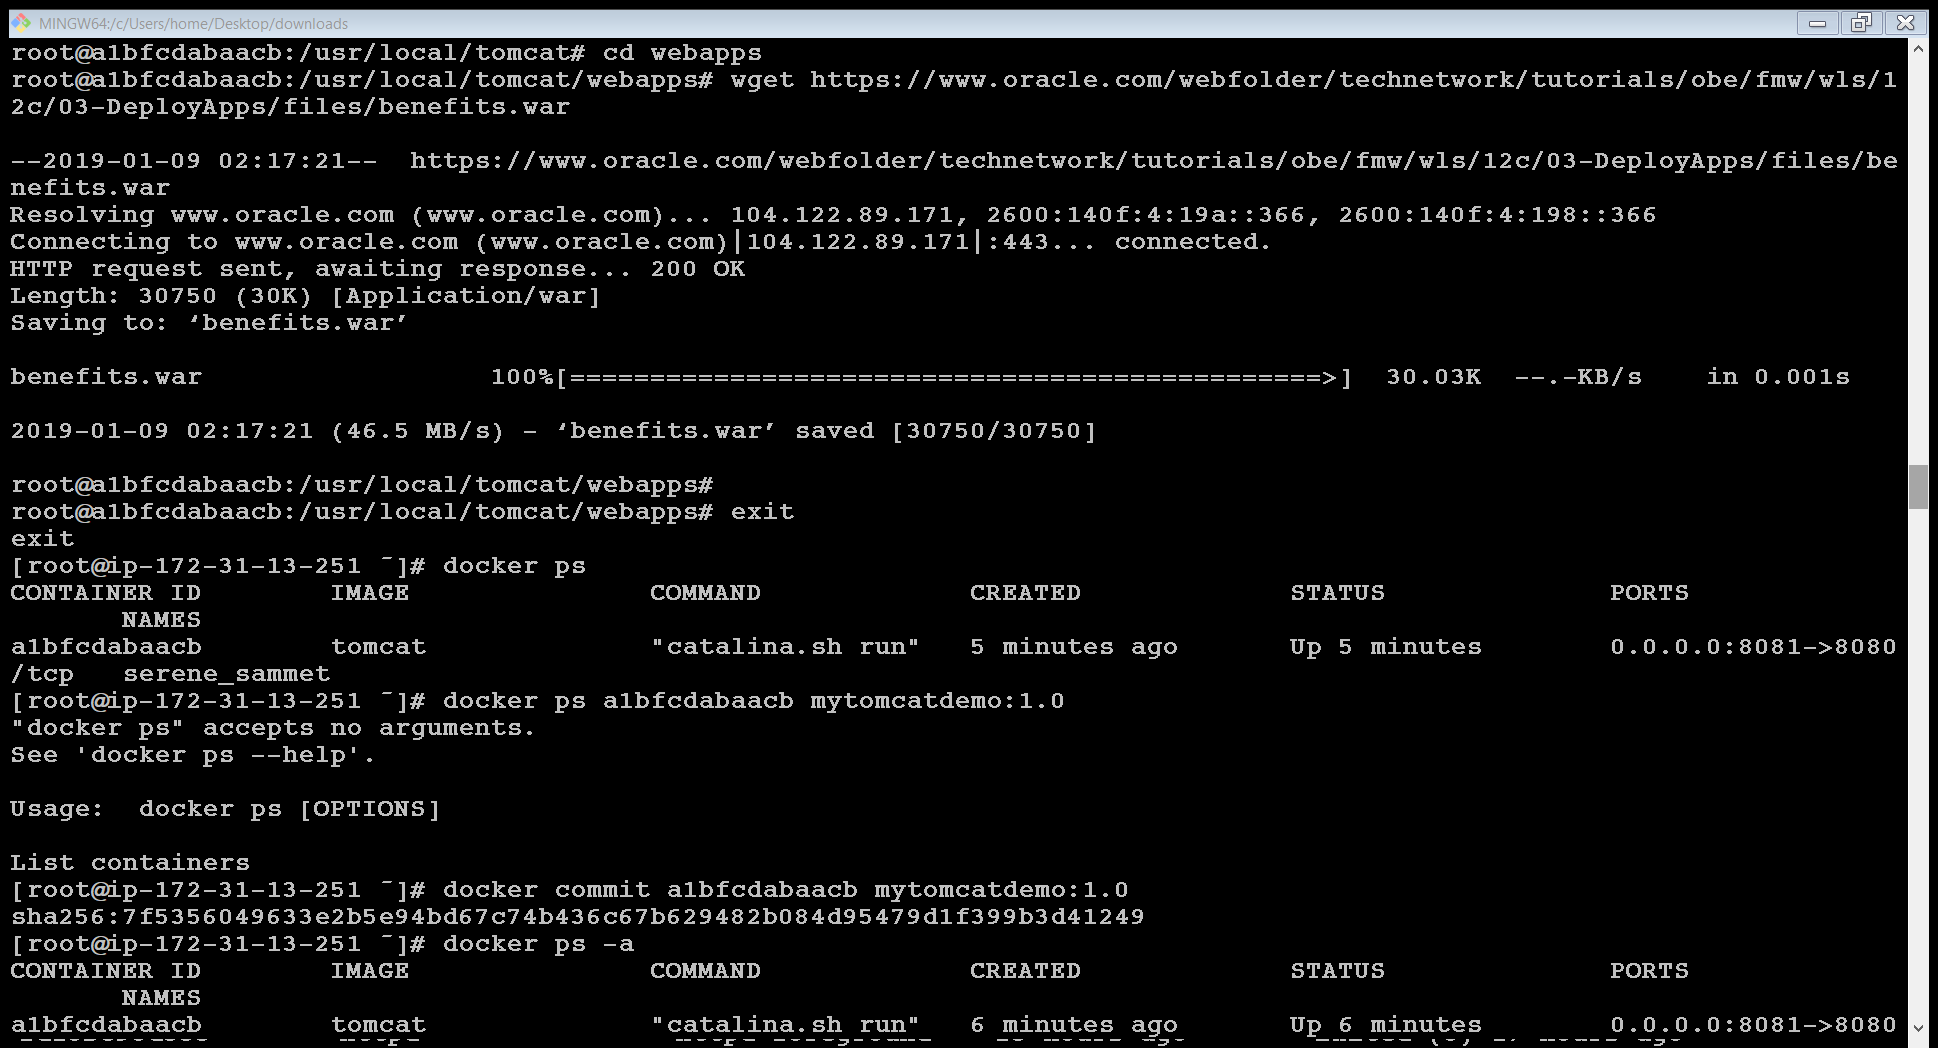 MINGW64:/c/Users/home/Desktop/downloads
root@a1bfcdabaacb:/usr/local/tomcat# cd webapps
root@a1bfcdabaacb:/usr/local/tomcat/webapps# wget https://www.oracle.com/webfolder/technetwork/tutorials/obe/fmw/wls/1
2c/03-DeployApps/files/benefits.war
--2019-01-09 02:17:21--  https://www.oracle.com/webfolder/technetwork/tutorials/obe/fmw/wls/12c/03-DeployApps/files/be
nefits.war
Resolving www.oracle.com (www.oracle.com)... 104.122.89.171, 2600:140f:4:19a::366, 2600:140f:4:198::366
Connecting to www.oracle.com (www.oracle.com)|104.122.89.171|:443... connected.
HTTP request sent, awaiting response... 200 OK
Length: 30750 (30K) [Application/war]
Saving to: ‘benefits.war’
benefits.war                  100%[===============================================>]  30.03K  --.-KB/s    in 0.001s
2019-01-09 02:17:21 (46.5 MB/s) - ‘benefits.war’ saved [30750/30750]
root@a1bfcdabaacb:/usr/local/tomcat/webapps#
root@a1bfcdabaacb:/usr/local/tomcat/webapps# exit
exit
[root@ip-172-31-13-251 ~]# docker ps
CONTAINER ID        IMAGE               COMMAND             CREATED             STATUS              PORTS
       NAMES
a1bfcdabaacb        tomcat              "catalina.sh run"   5 minutes ago       Up 5 minutes        0.0.0.0:8081->8080
/tcp   serene_sammet
[root@ip-172-31-13-251 ~]# docker ps a1bfcdabaacb mytomcatdemo:1.0
"docker ps" accepts no arguments.
See 'docker ps --help'.
Usage:  docker ps [OPTIONS]
List containers
[root@ip-172-31-13-251 ~]# docker commit a1bfcdabaacb mytomcatdemo:1.0
sha256:7f5356049633e2b5e94bd67c74b436c67b629482b084d95479d1f399b3d41249
[root@ip-172-31-13-251 ~]# docker ps -a
CONTAINER ID        IMAGE               COMMAND             CREATED             STATUS              PORTS
       NAMES
a1bfcdabaacb        tomcat              "catalina.sh run"   6 minutes ago       Up 6 minutes        0.0.0.0:8081->8080